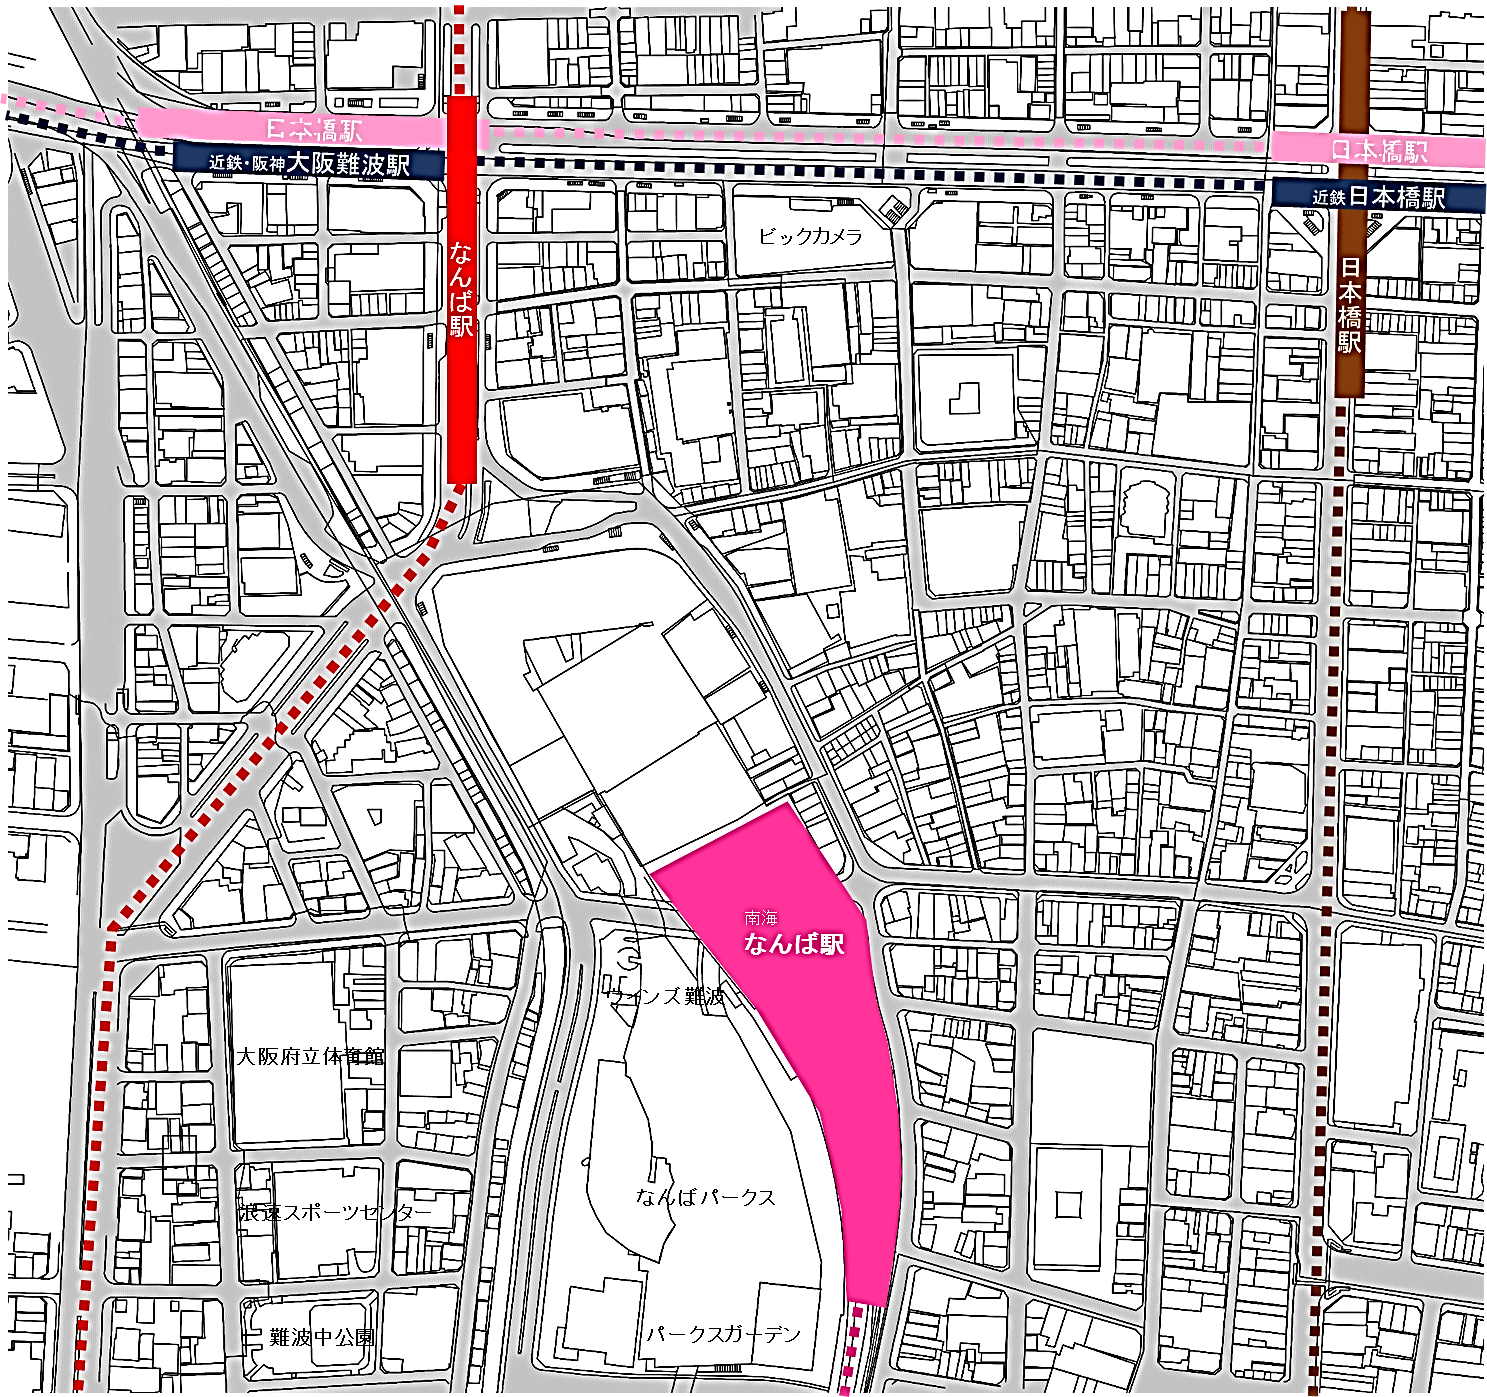 日本橋駅
近鉄・阪神大阪難波駅
日本橋駅
近鉄日本橋駅
ビックカメラ
なんば駅
日本橋駅
南海
なんば駅
ウインズ難波
大阪府立体育館
なんばパークス
浪速スポーツセンター
難波中公園
パークスガーデン